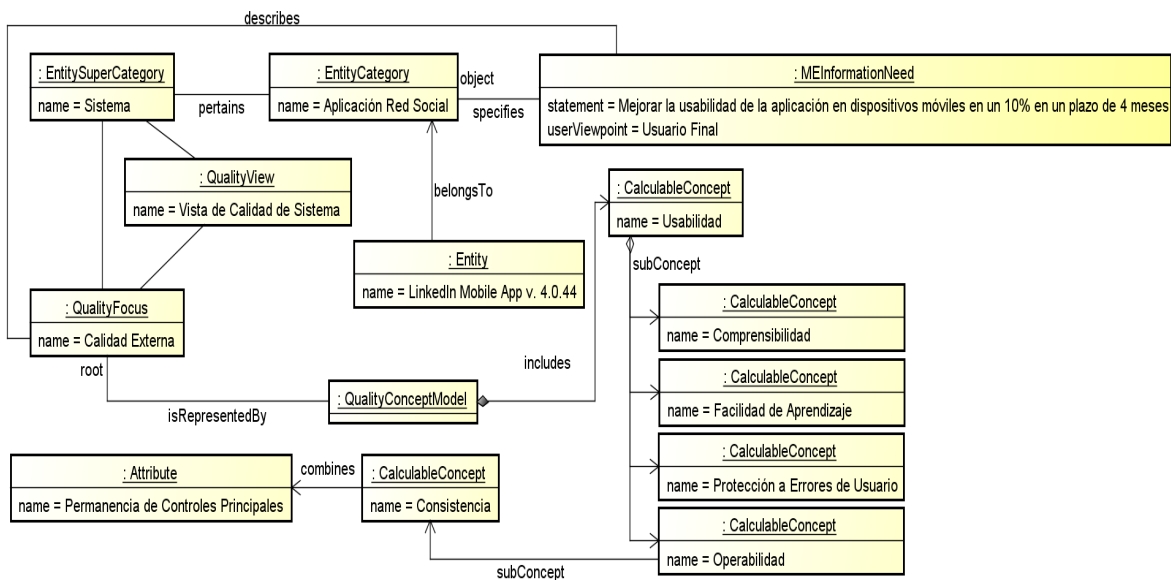 describes
: EntitySuperCategory
name = Sistema
pertains
: EntityCategory
name = Aplicación Red Social
object
specifies
: MEInformationNeed
statement = Mejorar la usabilidad de la aplicación en dispositivos móviles en un 10% en un plazo de 4 meses
userViewpoint = Usuario Final
: QualityView
name = Vista de Calidad de Sistema
belongsTo
: CalculableConcept
name = Usabilidad
: Entity
name = LinkedIn Mobile App v. 4.0.44
subConcept
: QualityFocus
name = Calidad Externa
root
: CalculableConcept
name = Comprensibilidad
includes
: CalculableConcept
name = Facilidad de Aprendizaje
isRepresentedBy
: QualityConceptModel
: Attribute
name = Permanencia de Controles Principales
combines
: CalculableConcept
name = Consistencia
: CalculableConcept
name = Protección a Errores de Usuario
: CalculableConcept
name = Operabilidad
subConcept